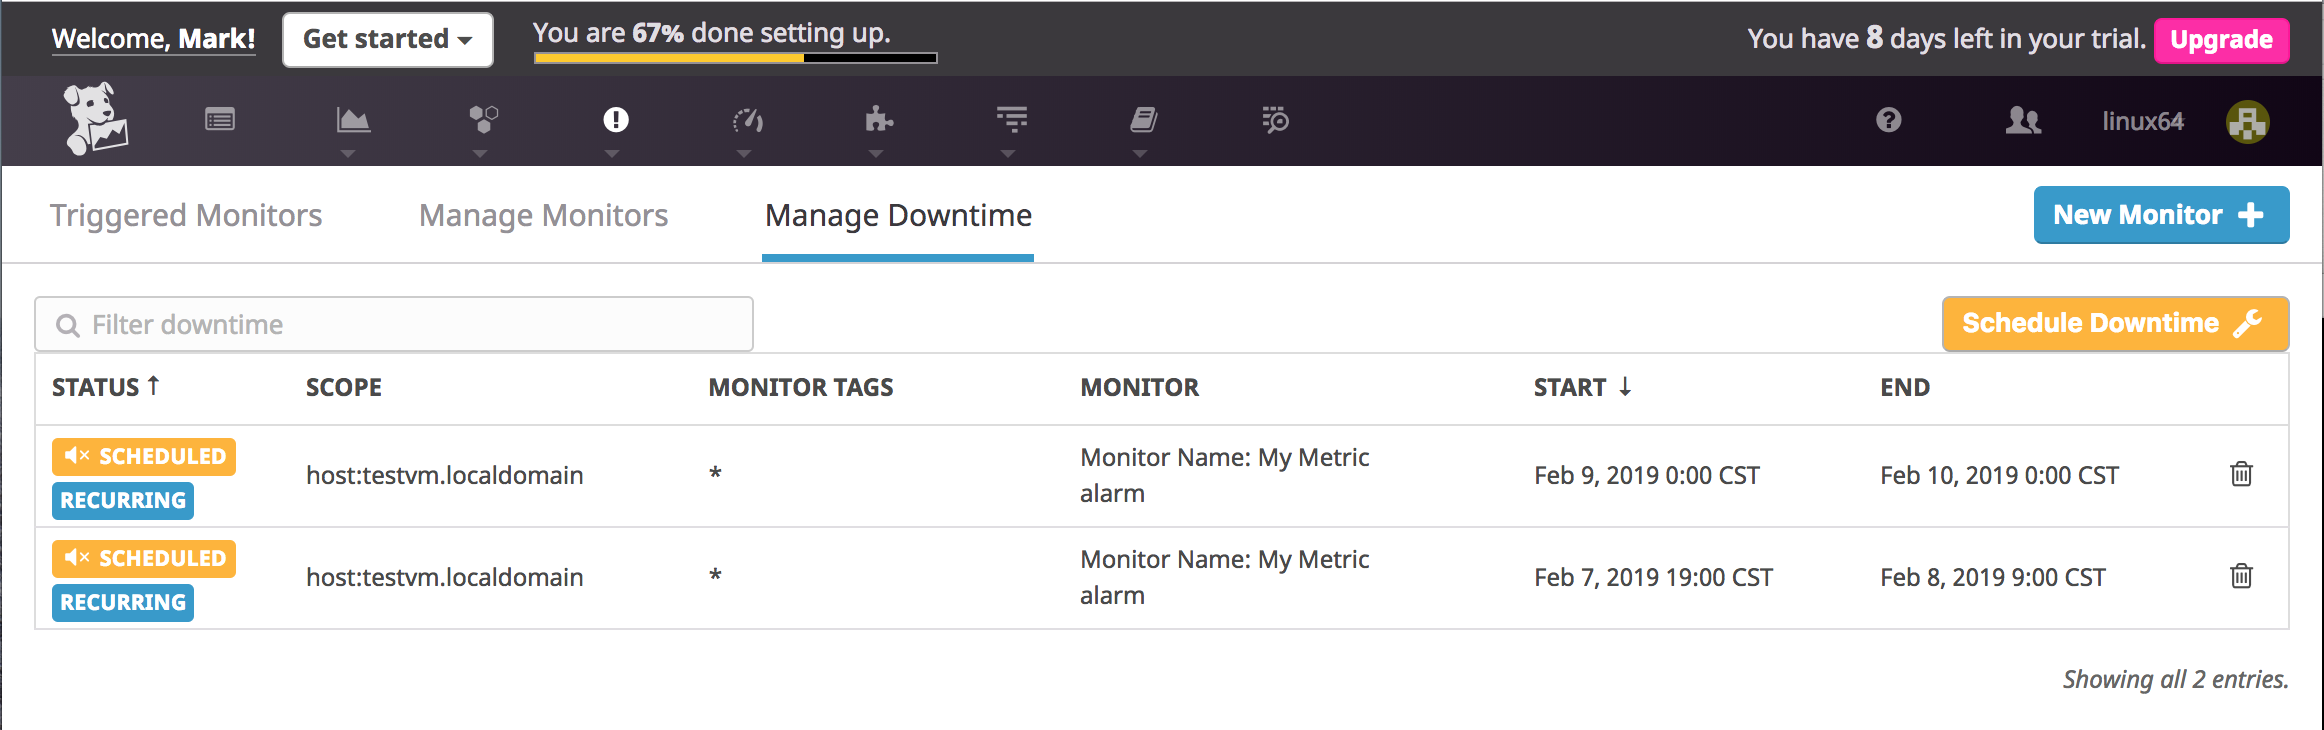 Welcome, Mark!
Get started
You are 67% done setting up.
You have 8 days left in your trial.
Upgrade
linux64
Triggered Monitors
Manage Monitors
Manage Downtime
New Monitor +
Filter downtime
Schedule Downtime
STATUS ↑ SCOPE MONITOR TAGS MONITOR START ↓ END
SCHEDULED
RECURRING
host:testvm.localdomain
*
Monitor Name: My Metric
alarm
Feb 9, 2019 0:00 CST
Feb 10, 2019 0:00 CST
SCHEDULED
RECURRING
host:testvm.localdomain
*
Monitor Name: My Metric
alarm
Feb 7, 2019 19:00 CST
Feb 8, 2019 9:00 CST
Showing all 2 entries.